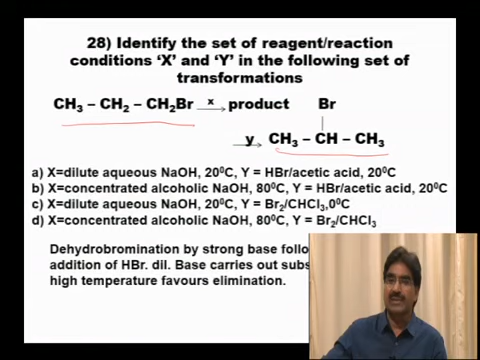 28) Identify the set of reagent/reaction
conditions 'X' and 'Y' in the following set of
transformations
CH₃ – CH₂ – CH₂Br x product Br
y CH₃ – CH – CH₃
a) X=dilute aqueous NaOH, 20⁰C, Y = HBr/acetic acid, 20⁰C
b) X=concentrated alcoholic NaOH, 80⁰C, Y = HBr/acetic acid, 20⁰C
c) X=dilute aqueous NaOH, 20⁰C, Y = Br₂/CHCl₃,0⁰C
d) X=concentrated alcoholic NaOH, 80⁰C, Y = Br₂/CHCl₃
Dehydrobromination by strong base
addition of HBr. dil. Base carries out
high temperature favours elimination.